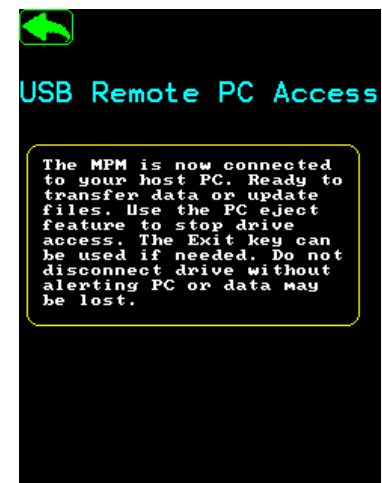 USB Remote PC Access
The MPM is now connected
to your host PC. Ready to
transfer data or update
files. Use the PC eject
feature to stop drive
access. The Exit key can
be used if needed. Do not
disconnect drive without
alerting PC or data may
be lost.